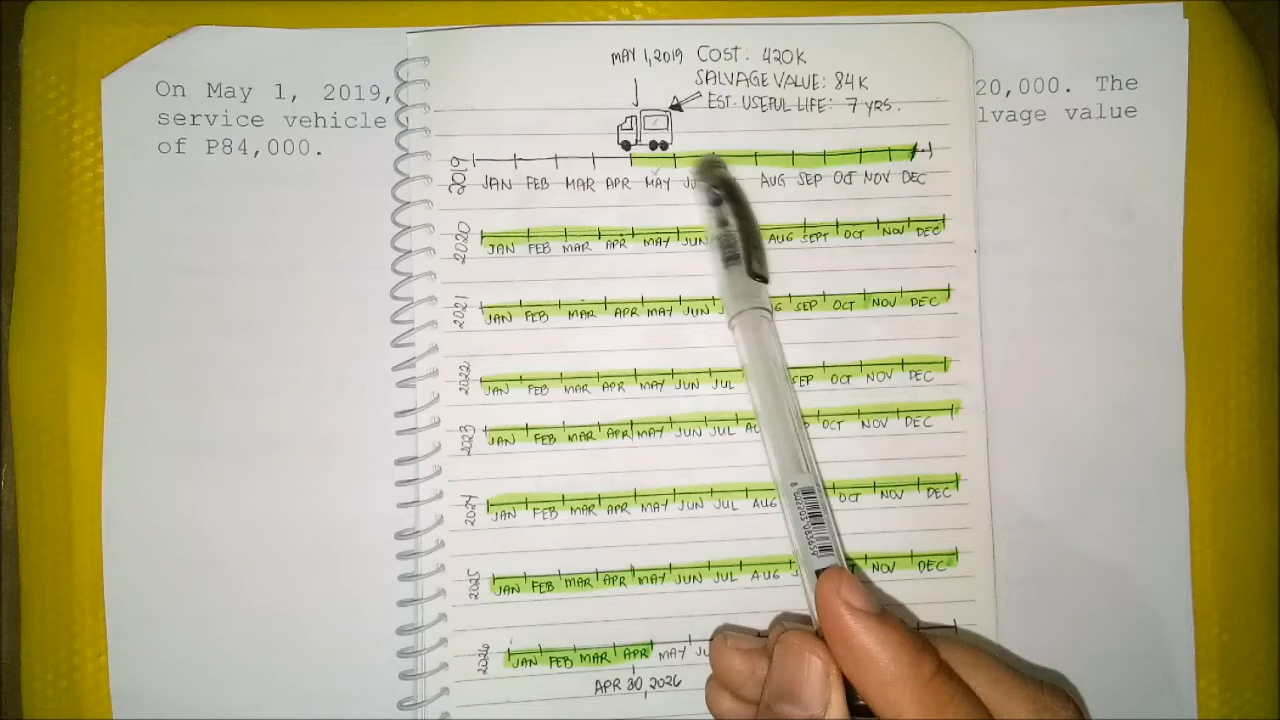 On May 1, 2019,
20,000. The
service vehicle
lvage value
of P84,000.
MAY 1, 2019 COST: 420K
SALVAGE VALUE: 84K
EST. USEFUL LIFE: 7 YRS.
2019
JAN FEB MAR APR MAY AUG SEP OCT NOV DEC
2020
JAN FEB MAR APR MAY JUN AUG SEPT OCT NOV DEC
2021
JAN FEB MAR APR MAY JUN SEP OCT NOV DEC
2022
JAN FEB MAR APR MAY JUN JUL SEP OCT NOV DEC
2023
JAN FEB MAR APR MAY JUN JUL OCT NOV DEC
2024
JAN FEB MAR APR MAY JUN JUL AUG OCT NOV DEC
2025
JAN FEB MAR APR MAY JUN JUL AUG NOV DEC
2026
JAN FEB MAR APR MAY
APR 30, 2026